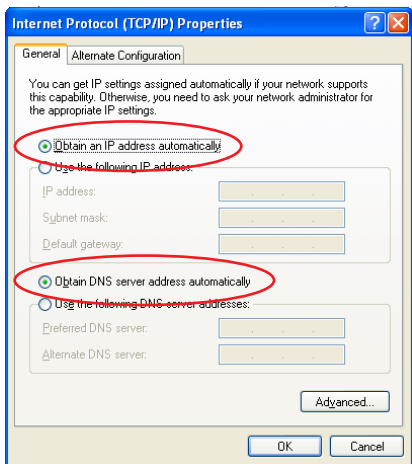 Internet Protocol (TCP/IP) Properties
General Alternate Configuration
You can get IP settings assigned automatically if your network supports
this capability. Otherwise, you need to ask your network administrator for
the appropriate IP settings.
Obtain an IP address automatically
Use the following IP address:
IP address:
Subnet mask:
Default gateway:
Obtain DNS server address automatically
Use the following DNS server addresses:
Preferred DNS server:
Alternate DNS server:
Advanced...
OK Cancel